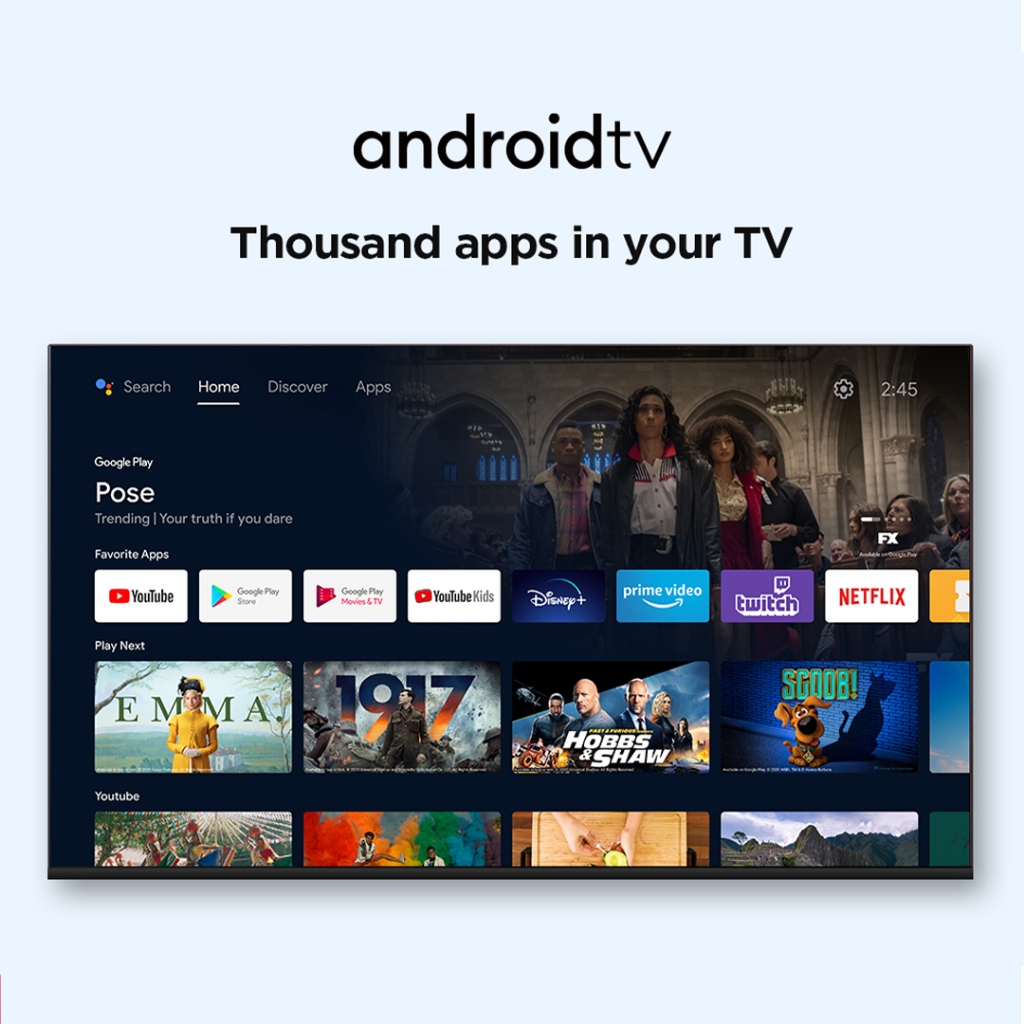 androidtv
Thousand apps in your TV
Search Home Discover Apps 2:45
Google Play
Pose
Trending | Your truth if you dare
FX
Available on Google Play
Favorite Apps
YouTube
Google Play
Store
Google Play
Movies & TV
YouTube Kids
Disney+
prime video
twitch
NETFLIX
Play Next
EMMA.
1917
FAST & FURIOUS
HOBBS
& SHAW
SCOOB!
Youtube